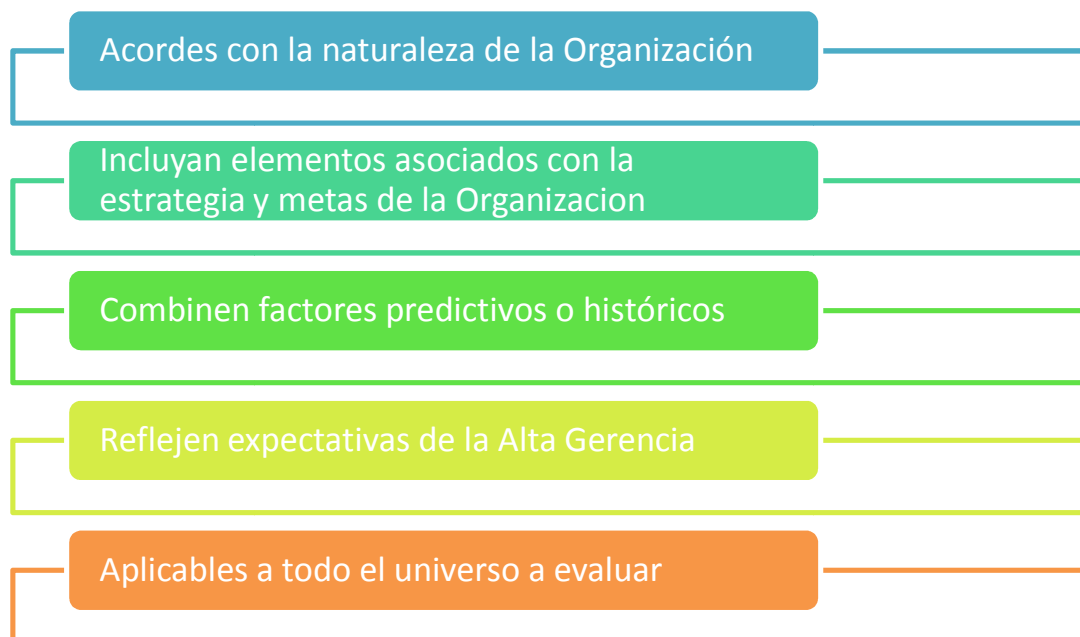 Acordes con la naturaleza de la Organización
Incluyan elementos asociados con la
estrategia y metas de la Organizacion
Combinen factores predictivos o históricos
Reflejen expectativas de la Alta Gerencia
Aplicables a todo el universo a evaluar